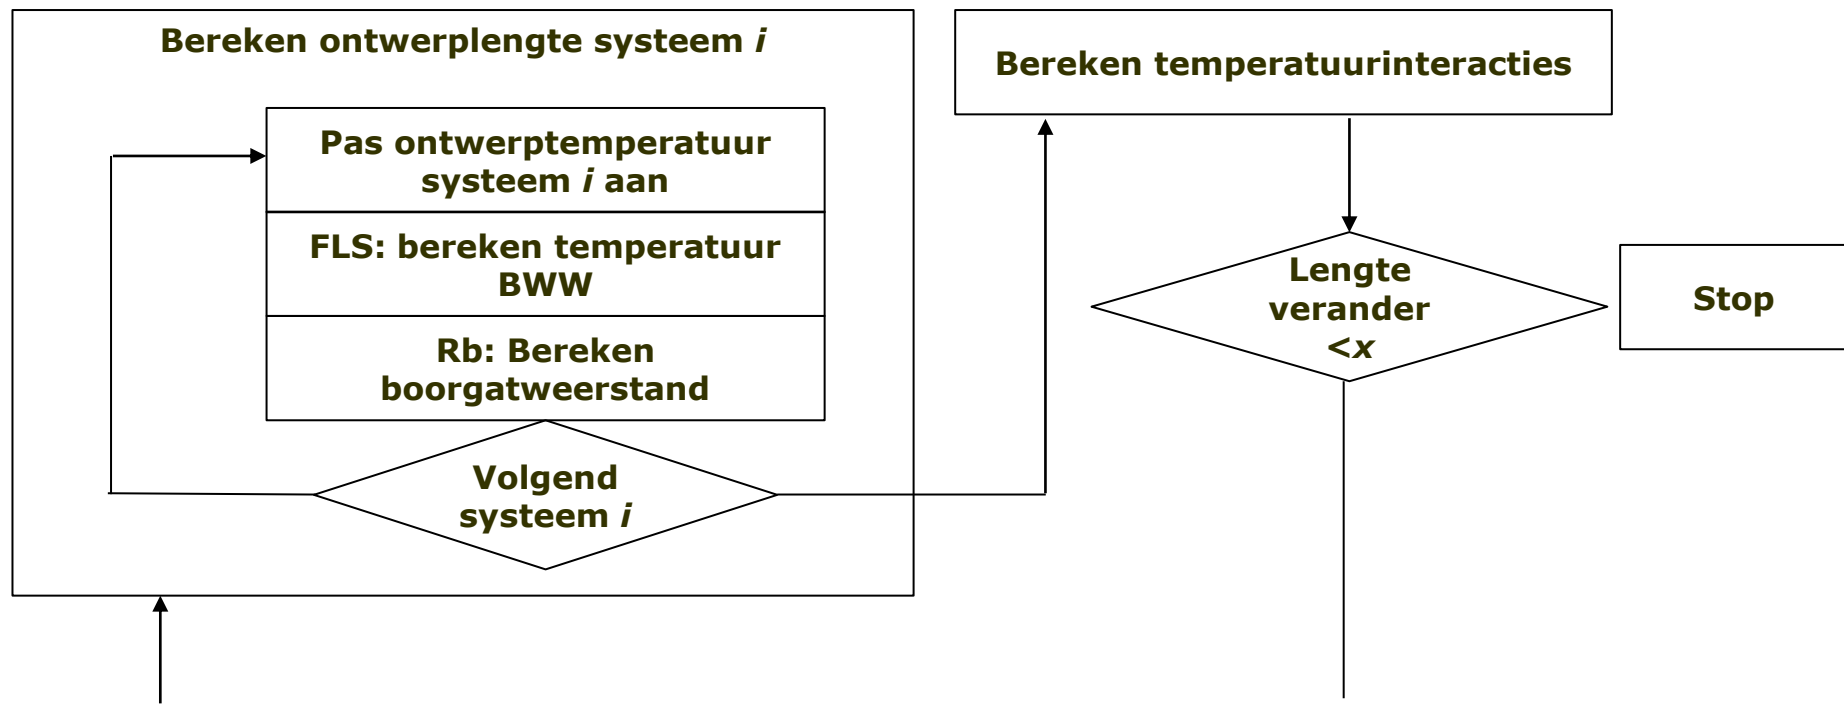 Bereken ontwerplengte systeem i
Pas ontwerptemperatuur
systeem i aan
FLS: bereken temperatuur
BWW
Rb: Bereken
boorgatweerstand
Volgend
systeem i
Bereken temperatuurinteracties
Lengte
verander
<x
Stop